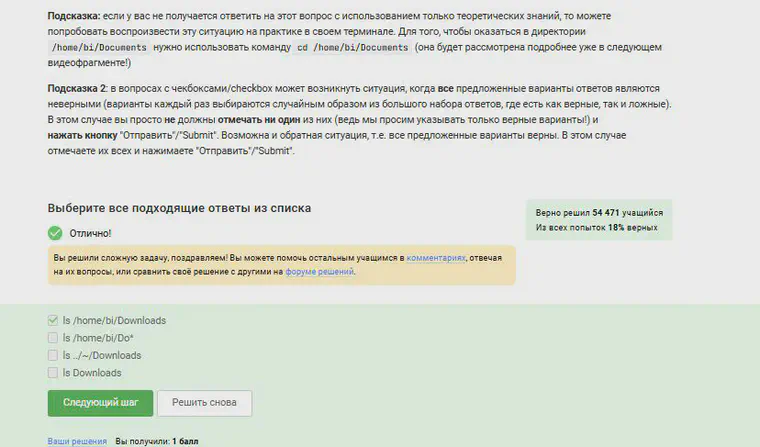 Подсказка: если у вас не получается ответить на этот вопрос с использованием только теоретических знаний, то можете
попробовать воспроизвести эту ситуацию на практике в своем терминале. Для того, чтобы оказаться в директории
/home/bi/Documents нужно использовать команду cd /home/bi/Documents (она будет рассмотрена подробнее уже в следующем
видеофрагменте!)
Подсказка 2: в вопросах с чекбоксами/checkbox может возникнуть ситуация, когда все предложенные варианты ответов являются
неверными (варианты каждый раз выбираются случайным образом из большого набора ответов, где есть как верные, так и ложные).
В этом случае вы просто не должны отмечать ни один из них (ведь мы просим указывать только верные варианты!) и
нажать кнопку "Отправить"/"Submit". Возможна и обратная ситуация, т.е. все предложенные варианты верны. В этом случае
отмечаете их всех и нажимаете "Отправить"/"Submit".
Выберите все подходящие ответы из списка
Верно решил 54 471 учащийся
Из всех попыток 18% верных
Отлично!
Вы решили сложную задачу, поздравляем! Вы можете помочь остальным учащимся в комментариях, отвечая
на их вопросы, или сравнить своё решение с другими на форуме решений.
ls /home/bi/Downloads
ls /home/bi/Do*
ls ../~/Downloads
ls Downloads
Следующий шаг
Решить снова
Ваши решения Вы получили: 1 балл